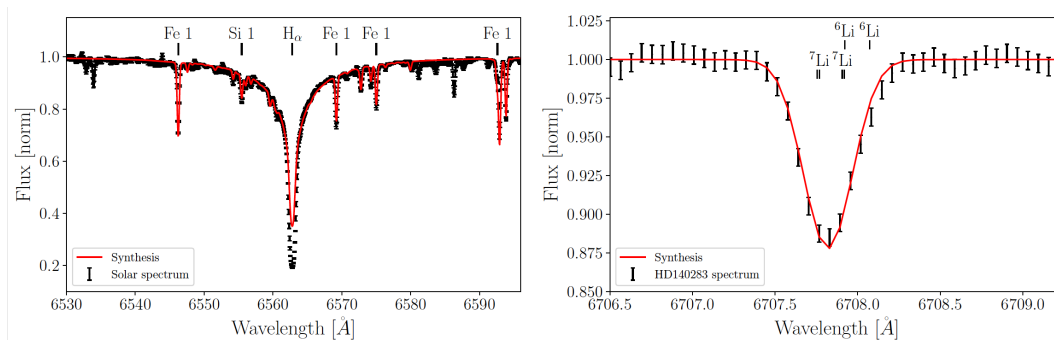 Fe 1 Si 1 Hα Fe 1 Fe 1 Fe 1
1.0
0.8
0.6
0.4
0.2
Flux [norm]
Synthesis
Solar spectrum
6530 6540 6550 6560 6570 6580 6590
Wavelength [Å]
⁶Li ⁶Li
⁷Li ⁷Li
1.025
1.000
0.975
0.950
0.925
0.900
0.875
0.850
Flux [norm]
Synthesis
HD140283 spectrum
6706.5 6707.0 6707.5 6708.0 6708.5 6709.0
Wavelength [Å]